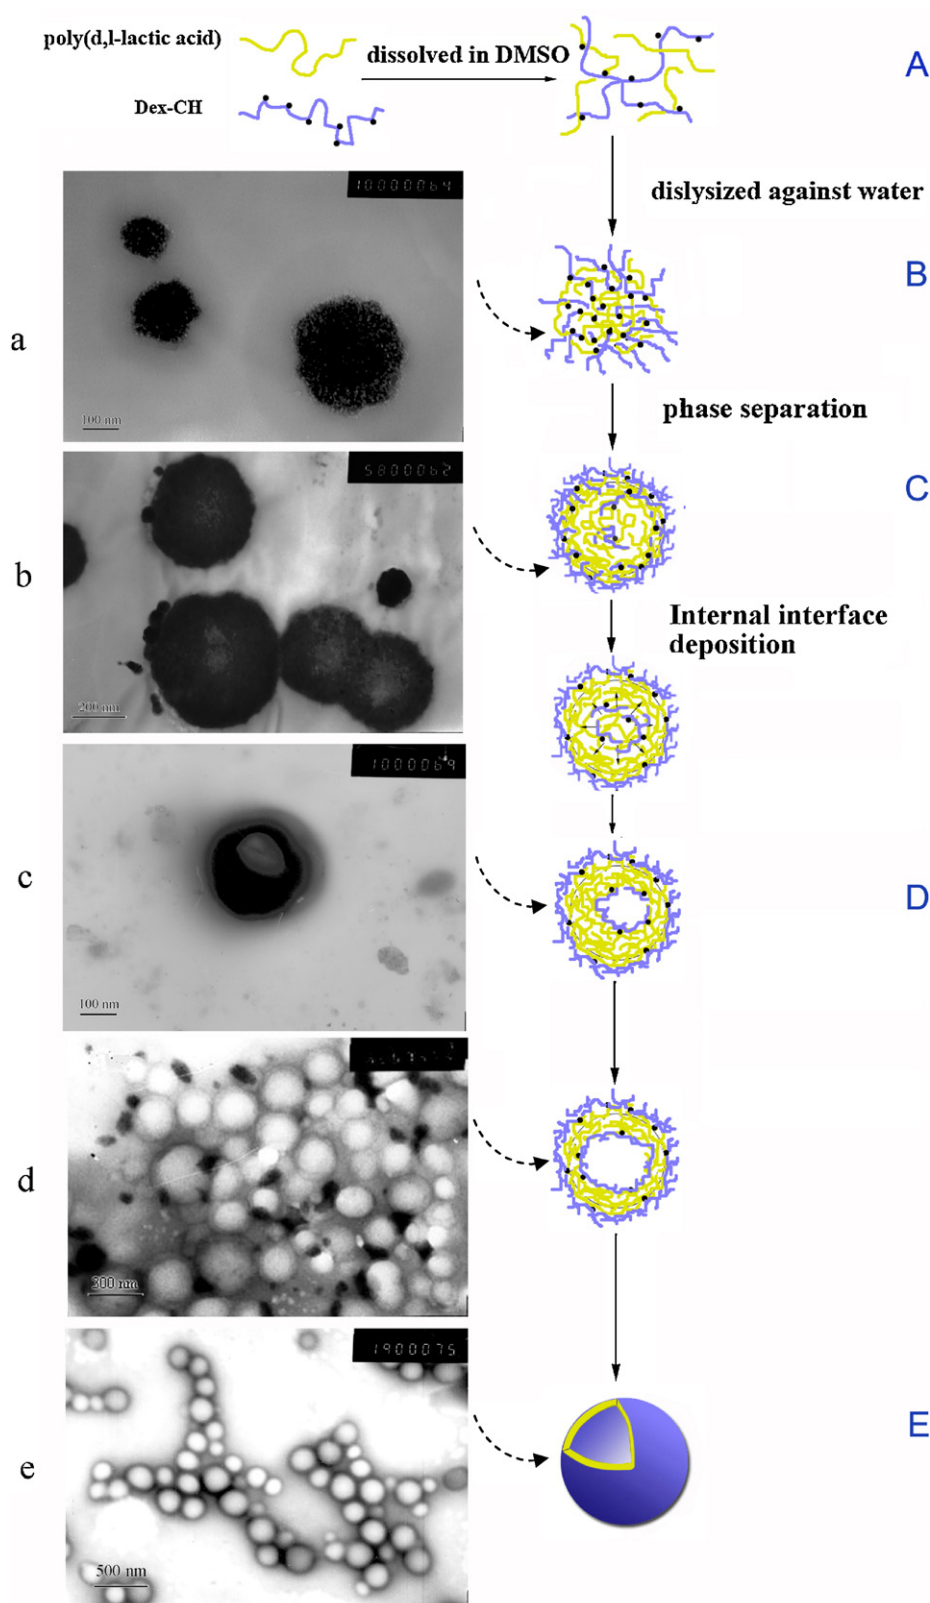 poly(d,l-lactic acid)
dissolved in DMSO
A
Dex-CH
10000064
dislysized against water
B
a
100 nm
phase separation
5800062
C
b
Internal interface
deposition
200 nm
1000069
c
D
100 nm
d
300 nm
1900075
E
e
500 nm